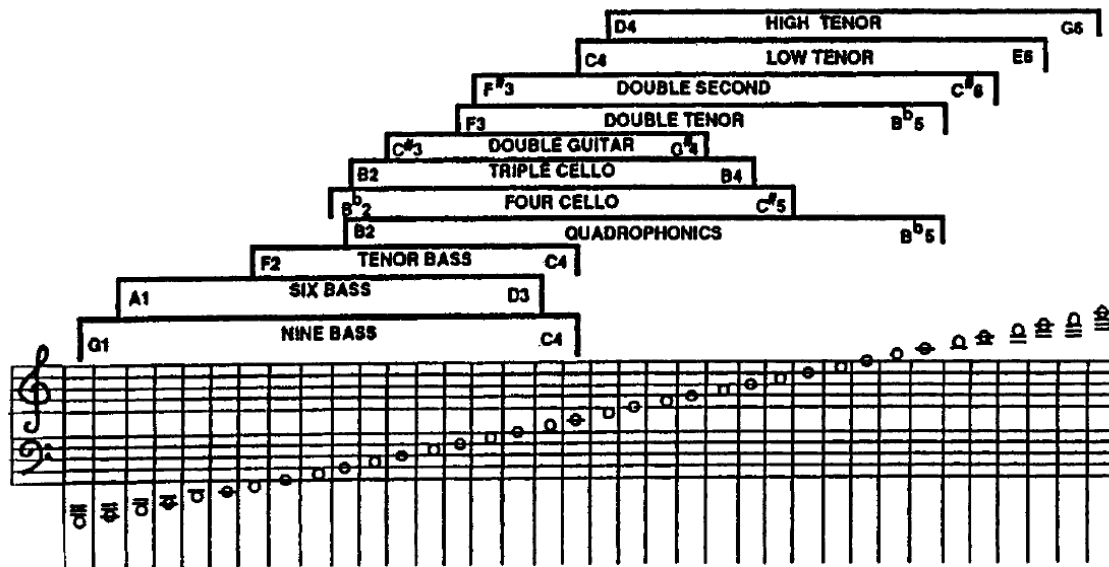 D4 HIGH TENOR G6
C4 LOW TENOR E6
F#3 DOUBLE SECOND C#6
F3 DOUBLE TENOR Bb5
C#3 DOUBLE GUITAR G#4
B2 TRIPLE CELLO B4
Bb2 FOUR CELLO C#5
B2 QUADROPHONICS Bb5
F2 TENOR BASS C4
A1 SIX BASS D3
G1 NINE BASS C4